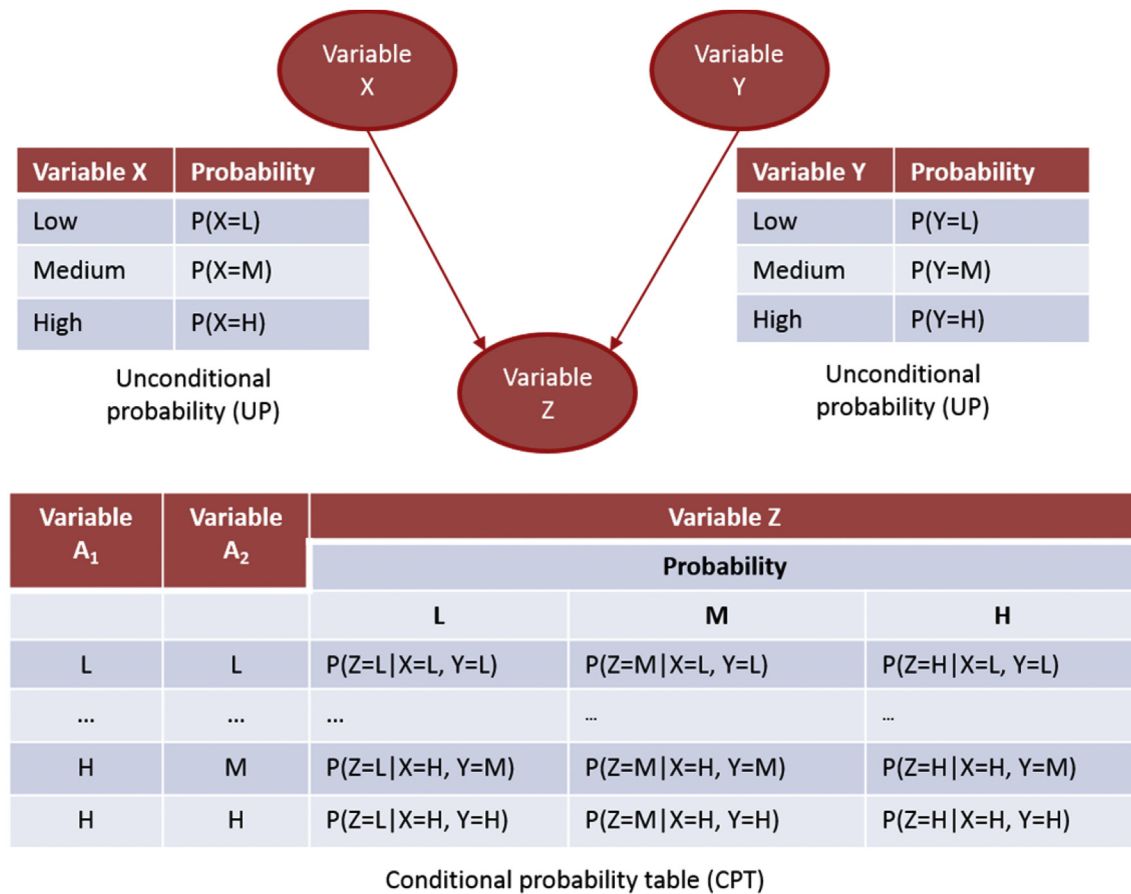 Variable
X
Variable
Y
Variable X Probability
Low P(X=L)
Medium P(X=M)
High P(X=H)
Unconditional
probability (UP)
Variable Y Probability
Low P(Y=L)
Medium P(Y=M)
High P(Y=H)
Unconditional
probability (UP)
Variable
Z
Variable A₁ Variable A₂ Variable Z
Probability
L M H
L L P(Z=L|X=L, Y=L) P(Z=M|X=L, Y=L) P(Z=H|X=L, Y=L)
... ... ... ... ...
H M P(Z=L|X=H, Y=M) P(Z=M|X=H, Y=M) P(Z=H|X=H, Y=M)
H H P(Z=L|X=H, Y=H) P(Z=M|X=H, Y=H) P(Z=H|X=H, Y=H)
Conditional probability table (CPT)